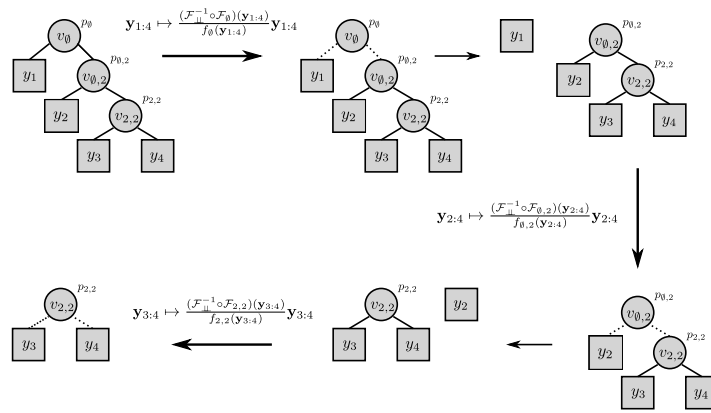 p_∅ v_∅ y_1 p_{∅,2} v_{∅,2} y_2 p_{2,2} v_{2,2} y_3 y_4
𝐲_{1:4} ↦ \frac{(ℱ_{⫫}^{-1}∘ℱ_∅)(𝐲_{1:4})}{f_∅(𝐲_{1:4})} 𝐲_{1:4}
p_∅ v_∅ y_1 p_{∅,2} v_{∅,2} y_2 p_{2,2} v_{2,2} y_3 y_4
y_1
p_{∅,2} v_{∅,2} y_2 p_{2,2} v_{2,2} y_3 y_4
𝐲_{2:4} ↦ \frac{(ℱ_{⫫}^{-1}∘ℱ_{∅,2})(𝐲_{2:4})}{f_{∅,2}(𝐲_{2:4})} 𝐲_{2:4}
p_{∅,2} v_{∅,2} y_2 p_{2,2} v_{2,2} y_3 y_4
y_2
p_{2,2} v_{2,2} y_3 y_4
𝐲_{3:4} ↦ \frac{(ℱ_{⫫}^{-1}∘ℱ_{2,2})(𝐲_{3:4})}{f_{2,2}(𝐲_{3:4})} 𝐲_{3:4}
p_{2,2} v_{2,2} y_3 y_4